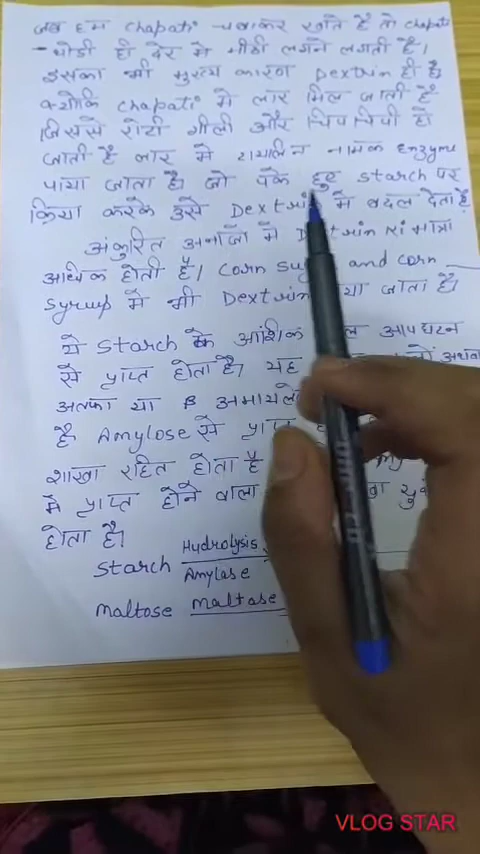 जब हम chapati चबाकर खाते है तो chapati
थोडी ही देर मे मीठी लगने लगती है।
इसका भी मुख्य कारण Dextrin ही है।
क्योकि chapati मे लार मिल जाती है
जिससे रोटी गीली और चिपचिपी हो
जाती है लार मे टायलिन नामक enzyme
पाया जाता है। जो पके हुए starch पर
क्रिया करके उसे Dextrin में बदल देता है
अंकुरित अनाजो मे की मात्रा
अधिक होती है। Corn and corn
syrup में भी Dextrin जाता है।
ये starch के आंशिक अपघटन
से प्राप्त होता है। यह अथवा
अल्फा या β
है Amylose से
शाखा रहित होता है
मे प्राप्त होने वाला
होता है।
Starch Hydrolysis
Amylase
Maltose Maltase
VLOG STAR